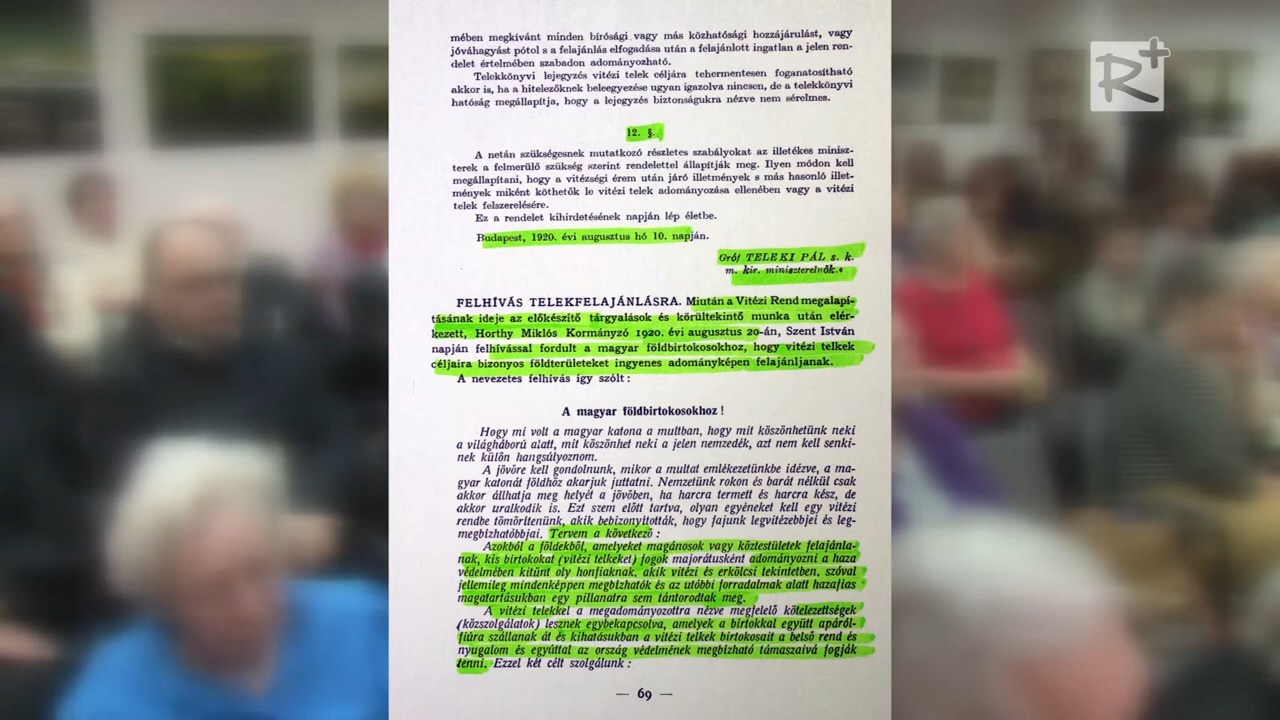 R+
mében megkívánt minden bírósági vagy más közhatósági hozzájárulást, vagy
jóváhagyást pótol s a felajánlás elfogadása után a felajánlott ingatlan a jelen ren-
delet értelmében szabadon adományozható.
Telekkönyvi lejegyzés vitézi telek céljára tehermentesen foganatosítható
akkor is, ha a hitelezőknek beleegyezése ugyan igazolva nincsen, de a telekkönyvi
hatóság megállapítja, hogy a lejegyzés biztonságukra nézve nem sérelmes.
12. §.
A netán szükségesnek mutatkozó részletes szabályokat az illetékes minisz-
terek a felmerülő szükség szerint rendelettel állapítják meg. Ilyen módon kell
megállapítani, hogy a vitézségi érem után járó illetmények s más hasonló illet-
mények miként köthetők le vitézi telek adományozása ellenében vagy a vitézi
telek felszerelésére.
Ez a rendelet kihirdetésének napján lép életbe.
Budapest, 1920. évi augusztus hó 10. napján.
Gróf TELEKI PÁL s. k.
m. kir. miniszterelnök.«
FELHÍVÁS TELEKFELAJÁNLÁSRA. Miután a Vitézi Rend megalapí-
tásának ideje az előkészítő tárgyalások és körültekintő munka után elér-
kezett, Horthy Miklós Kormányzó 1920. évi augusztus 20-án, Szent István
napján felhívással fordult a magyar földbirtokosokhoz, hogy vitézi telkek
céljaira bizonyos földterületeket ingyenes adományképen felajánljanak.
A nevezetes felhívás így szólt:
A magyar földbirtokosokhoz!
Hogy mi volt a magyar katona a multban, hogy mit köszönhetünk neki
a világháború alatt, mit köszönhet neki a jelen nemzedék, azt nem kell senki-
nek külön hangsúlyoznom.
A jövőre kell gondolnunk, mikor a multat emlékezetünkbe idézve, a ma-
gyar katonát földhöz akarjuk juttatni. Nemzetünk rokon és barát nélkül csak
akkor állhatja meg helyét a jövőben, ha harcra termett és harcra kész, de
akkor uralkodik is. Ezt szem előtt tartva, olyan egyéneket kell egy vitézi
rendbe tömörítenünk, akik bebizonyították, hogy fajunk legvitézebbjei és leg-
megbízhatóbbjai. Tervem a következő:
Azokból a földekből, amelyeket magánosok vagy köztestületek felajánla-
nak, kis birtokokat (vitézi telkeket) fogok majorátusként adományozni a haza
védelmében kitünt oly honfiaknak, akik vitézi és erkölcsi tekintetben, szóval
jellemileg mindenképpen megbízhatók és az utóbbi forradalmak alatt hazafias
magatartásukban egy pillanatra sem tántorodtak meg.
A vitézi telekkel a megadományozottra nézve megfelelő kötelezettségek
(közszolgálatok) lesznek egybekapcsolva, amelyek a birtokkal együtt apáról-
fiúra szállanak át és kihatásukban a vitézi telkek birtokosait a belső rend és
nyugalom és egyúttal az ország védelmének megbízható támaszaivá fogják
tenni. Ezzel két célt szolgálunk:
— 69 —